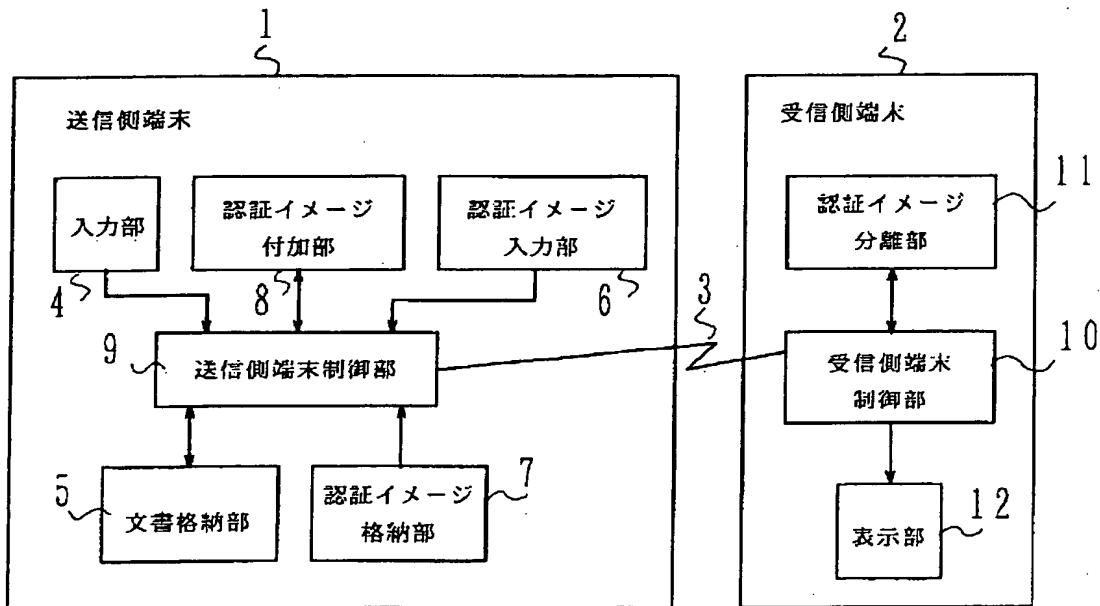 1
2
送信側端末
受信側端末
入力部
認証イメージ
付加部
認証イメージ
入力部
認証イメージ
分離部
11
4
8
6
3
9
送信側端末制御部
受信側端末
制御部
10
5
文書格納部
認証イメージ
格納部
7
表示部
12